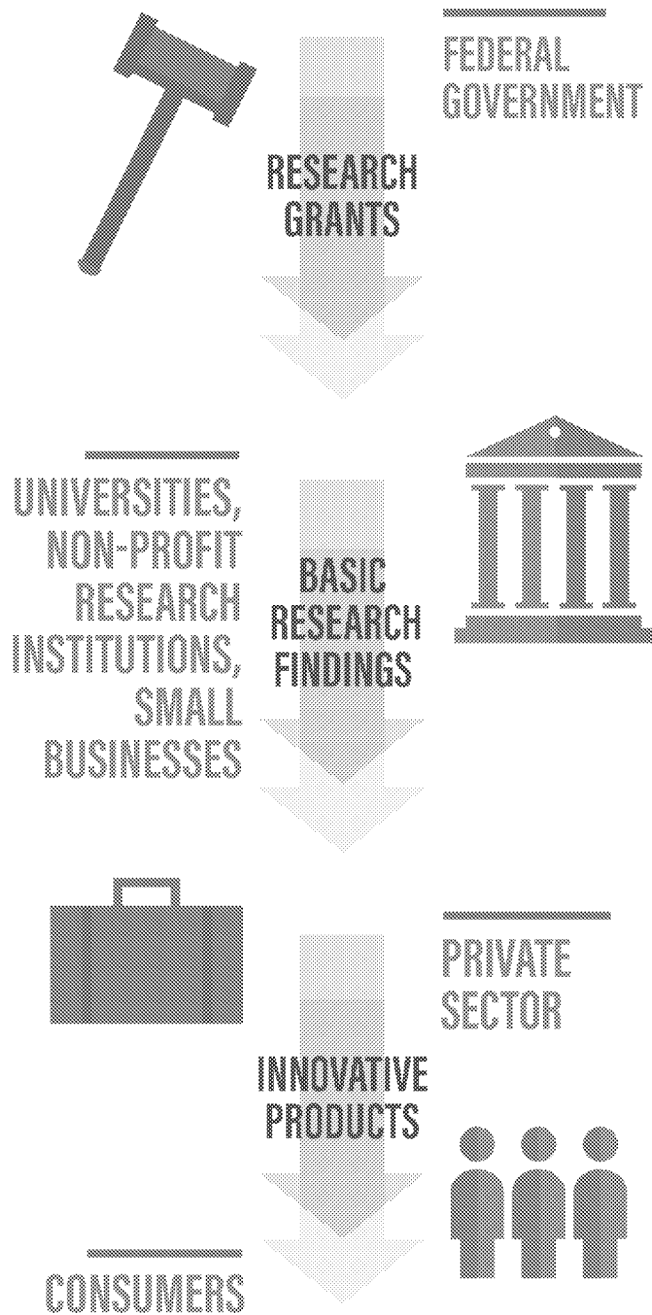 FEDERAL
GOVERNMENT
RESEARCH
GRANTS
UNIVERSITIES,
NON-PROFIT
RESEARCH
INSTITUTIONS,
SMALL
BUSINESSES
BASIC
RESEARCH
FINDINGS
PRIVATE
SECTOR
INNOVATIVE
PRODUCTS
CONSUMERS